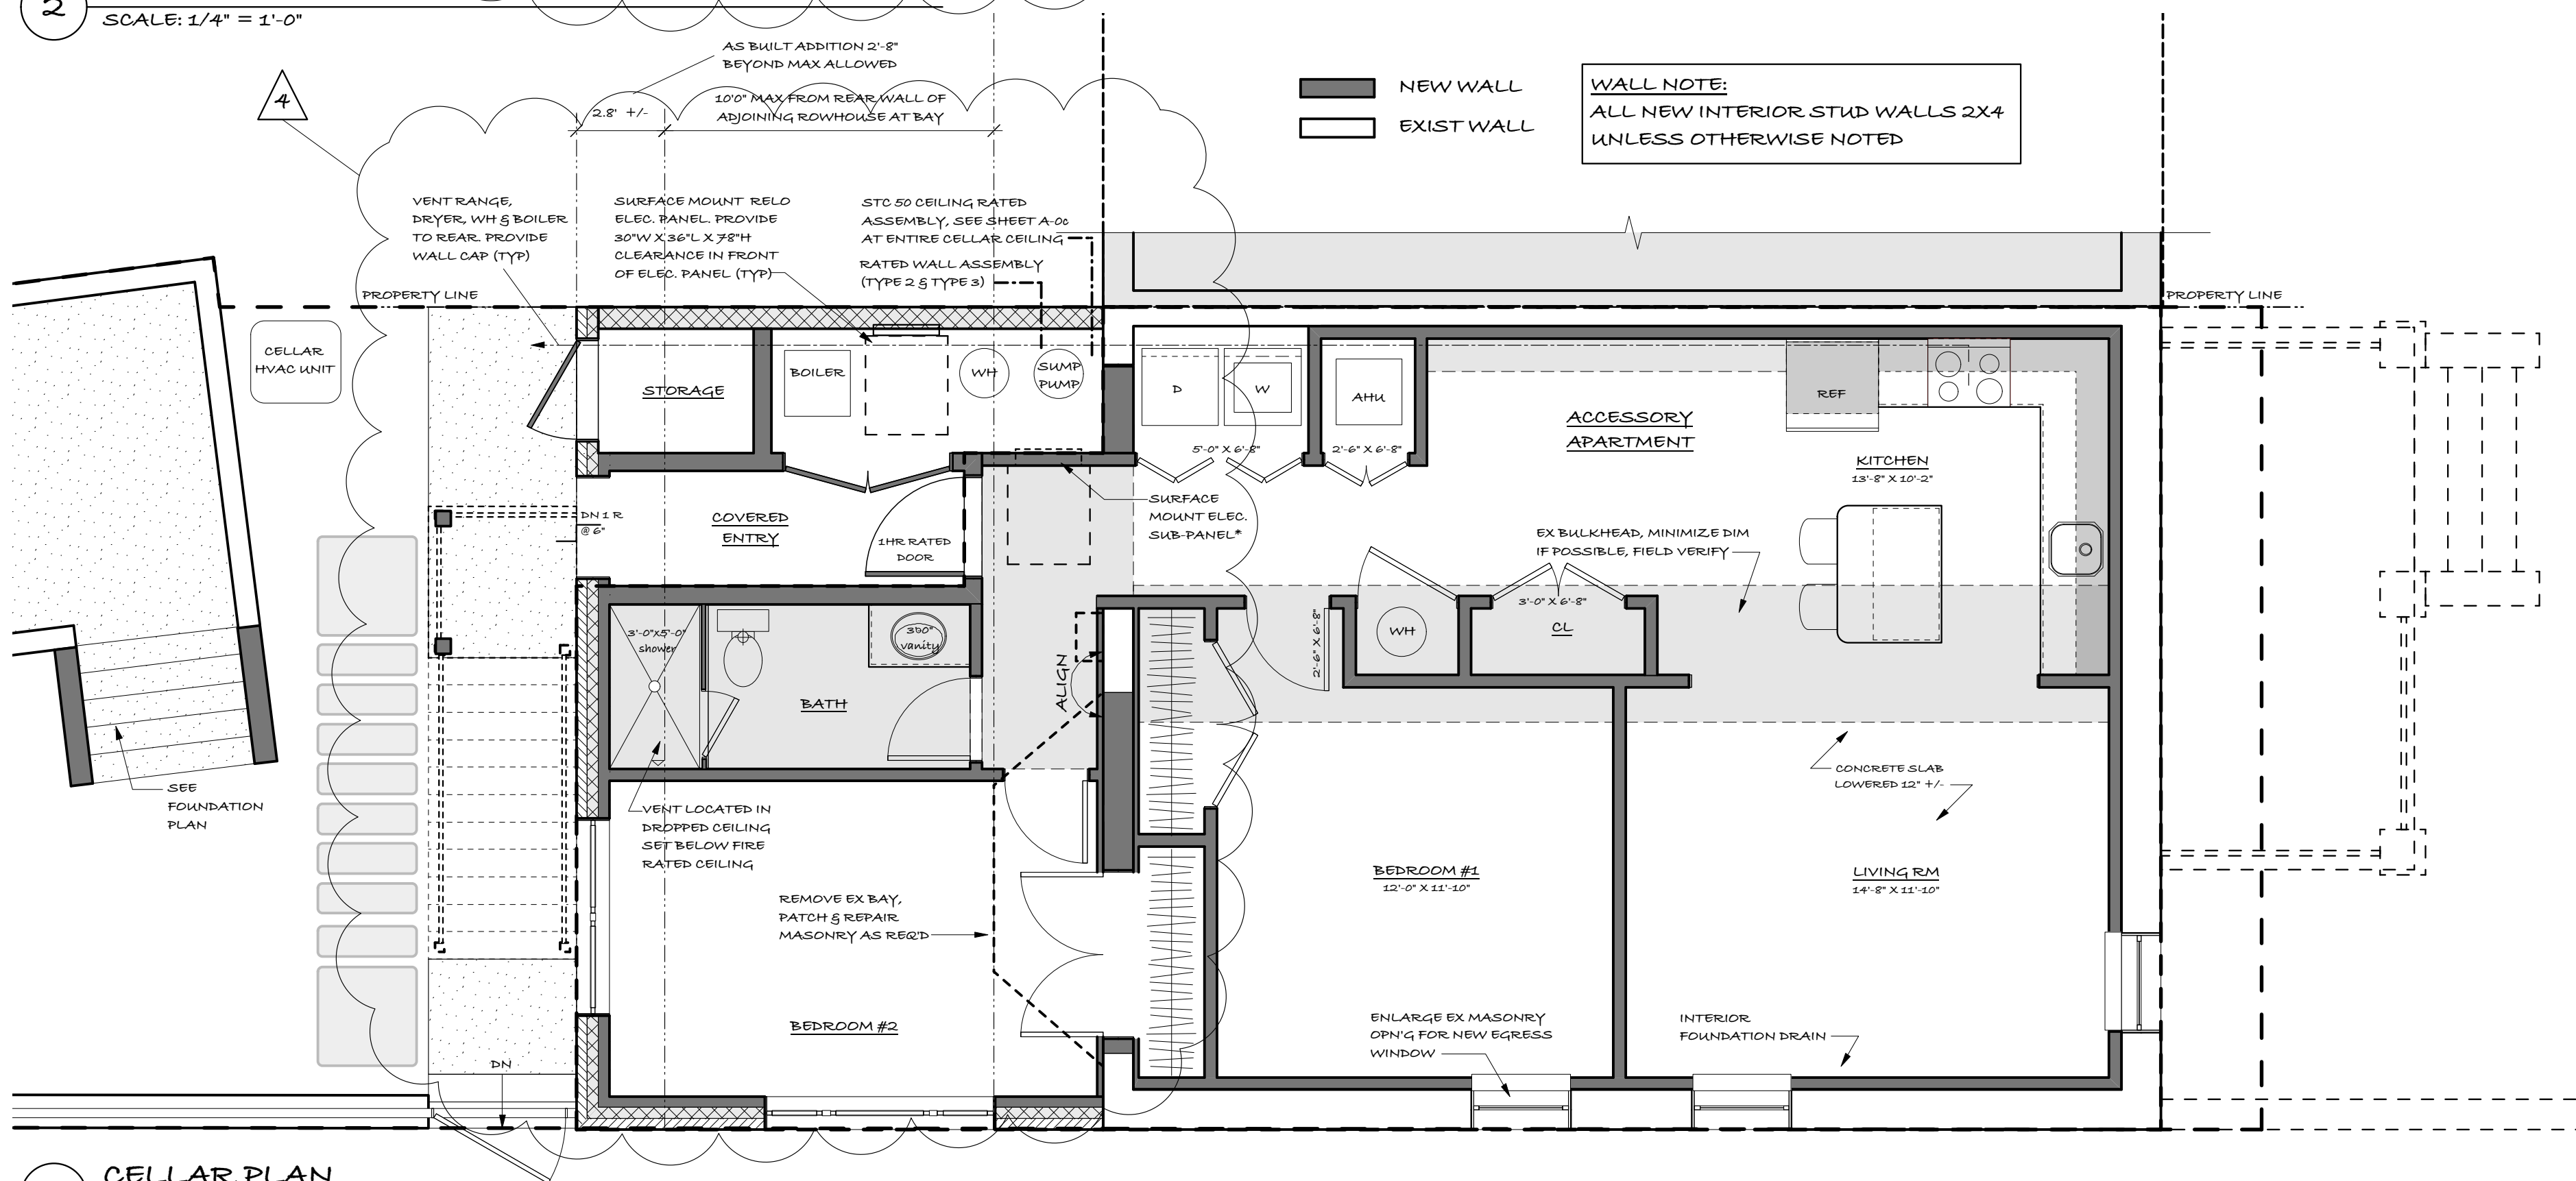 2
SCALE: 1/4" = 1'-0"
4
AS BUILT ADDITION 2'-8"
BEYOND MAX ALLOWED
2.8' +/-
10'0" MAX FROM REAR WALL OF
ADJOINING ROWHOUSE AT BAY
NEW WALL
EXIST WALL
WALL NOTE:
ALL NEW INTERIOR STUD WALLS 2X4
UNLESS OTHERWISE NOTED
VENT RANGE,
DRYER, WH & BOILER
TO REAR. PROVIDE
WALL CAP (TYP)
SURFACE MOUNT RELO
ELEC. PANEL. PROVIDE
30"W X 36"L X 78"H
CLEARANCE IN FRONT
OF ELEC. PANEL (TYP)
STC 50 CEILING RATED
ASSEMBLY, SEE SHEET A-0c
AT ENTIRE CELLAR CEILING
RATED WALL ASSEMBLY
(TYPE 2 & TYPE 3)
PROPERTY LINE
PROPERTY LINE
CELLAR
HVAC UNIT
STORAGE
BOILER
WH
SUMP
PUMP
D
W
5'-0" X 6'-8"
AHU
2'-6" X 6'-8"
ACCESSORY
APARTMENT
REF
KITCHEN
13'-8" X 10'-2"
DN 1 R
@ 6"
COVERED
ENTRY
1HR RATED
DOOR
SURFACE
MOUNT ELEC.
SUB-PANEL*
EX BULKHEAD, MINIMIZE DIM
IF POSSIBLE, FIELD VERIFY
3'-0"x5'-0"
shower
vanity
BATH
ALIGN
2'-6" X 6'-8"
WH
3'-0" X 6'-8"
CL
SEE
FOUNDATION
PLAN
VENT LOCATED IN
DROPPED CEILING
SET BELOW FIRE
RATED CEILING
CONCRETE SLAB
LOWERED 12" +/-
REMOVE EX BAY,
PATCH & REPAIR
MASONRY AS REQ'D
BEDROOM #1
12'-0" X 11'-10"
LIVING RM
14'-8" X 11'-10"
BEDROOM #2
ENLARGE EX MASONRY
OPN'G FOR NEW EGRESS
WINDOW
INTERIOR
FOUNDATION DRAIN
DN
CELLAR PLAN